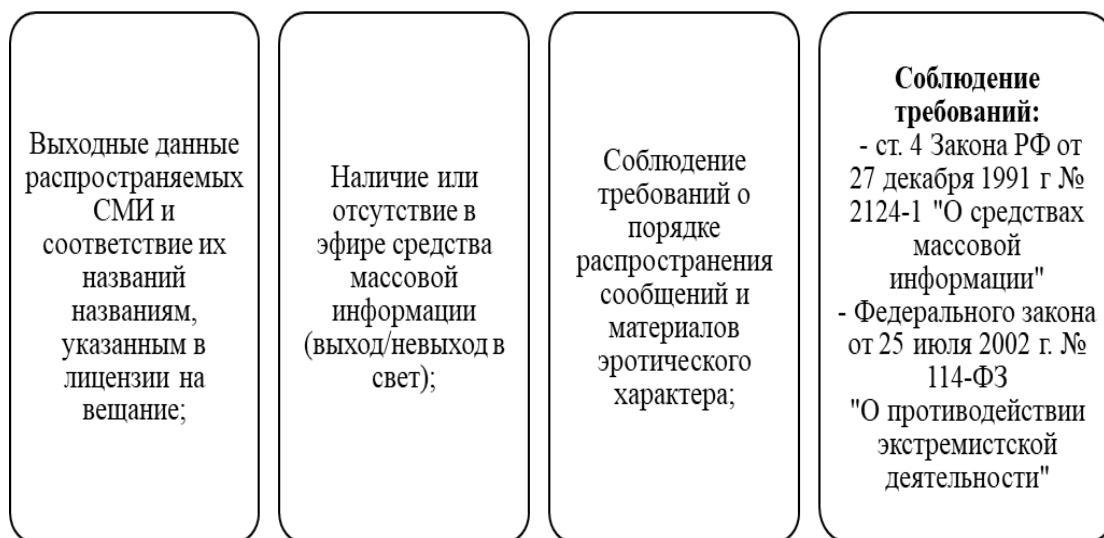 Выходные данные
распространяемых
СМИ и
соответствие их
названий
названиям,
указанным в
лицензии на
вещание;
Наличие или
отсутствие в
эфире средства
массовой
информации
(выход/невыход в
свет);
Соблюдение
требований о
порядке
распространения
сообщений и
материалов
эротического
характера;
Соблюдение
требований:
- ст. 4 Закона РФ от
27 декабря 1991 г №
2124-1 "О средствах
массовой
информации"
- Федерального закона
от 25 июля 2002 г. №
114-ФЗ
"О противодействии
экстремистской
деятельности"